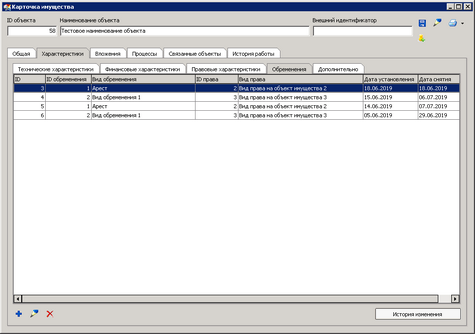 Карточка имущества
ID объекта Наименование объекта Внешний идентификатор
58 Тестовое наименование объекта
Общая Характеристики Вложения Процессы Связанные объекты История работы
Технические характеристики Финансовые характеристики Правовые характеристики Обременения Дополнительно
ID ID обременения Вид обременения ID права Вид права Дата установления Дата снятия
3 1 Арест 2 Вид права на объект имущества 2 18.06.2019 18.06.2019
4 2 Вид обременения 1 3 Вид права на объект имущества 3 15.06.2019 06.07.2019
5 1 Арест 2 Вид права на объект имущества 2 14.06.2019 07.07.2019
6 2 Вид обременения 1 3 Вид права на объект имущества 3 05.06.2019 29.06.2019
История изменения